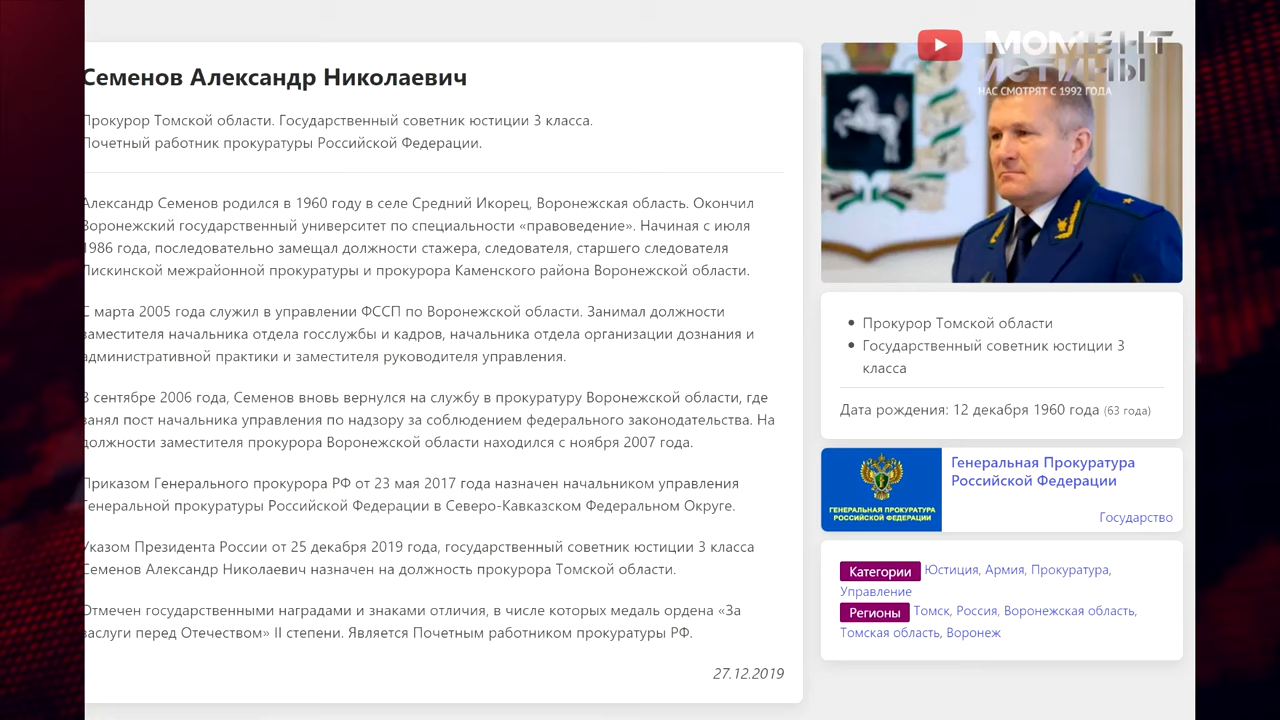 Семенов Александр Николаевич
Прокурор Томской области. Государственный советник юстиции 3 класса.
Почетный работник прокуратуры Российской Федерации.
Александр Семенов родился в 1960 году в селе Средний Икорец, Воронежская область. Окончил
Воронежский государственный университет по специальности «правоведение». Начиная с июля
1986 года, последовательно замещал должности стажера, следователя, старшего следователя
Лискинской межрайонной прокуратуры и прокурора Каменского района Воронежской области.
С марта 2005 года служил в управлении ФССП по Воронежской области. Занимал должности
заместителя начальника отдела госслужбы и кадров, начальника отдела организации дознания и
административной практики и заместителя руководителя управления.
В сентябре 2006 года, Семенов вновь вернулся на службу в прокуратуру Воронежской области, где
занял пост начальника управления по надзору за соблюдением федерального законодательства. На
должности заместителя прокурора Воронежской области находился с ноября 2007 года.
Приказом Генерального прокурора РФ от 23 мая 2017 года назначен начальником управления
Генеральной прокуратуры Российской Федерации в Северо-Кавказском Федеральном Округе.
Указом Президента России от 25 декабря 2019 года, государственный советник юстиции 3 класса
Семенов Александр Николаевич назначен на должность прокурора Томской области.
Отмечен государственными наградами и знаками отличия, в числе которых медаль ордена «За
заслуги перед Отечеством» II степени. Является Почетным работником прокуратуры РФ.
27.12.2019
МОМЕНТ
ИСТИНЫ
НАС СМОТРЯТ С 1992 ГОДА
Прокурор Томской области
Государственный советник юстиции 3
класса
Дата рождения: 12 декабря 1960 года (63 года)
ГЕНЕРАЛЬНАЯ ПРОКУРАТУРА
РОССИЙСКОЙ ФЕДЕРАЦИИ
Генеральная Прокуратура
Российской Федерации
Государство
Категории Юстиция, Армия, Прокуратура,
Управление
Регионы Томск, Россия, Воронежская область,
Томская область, Воронеж